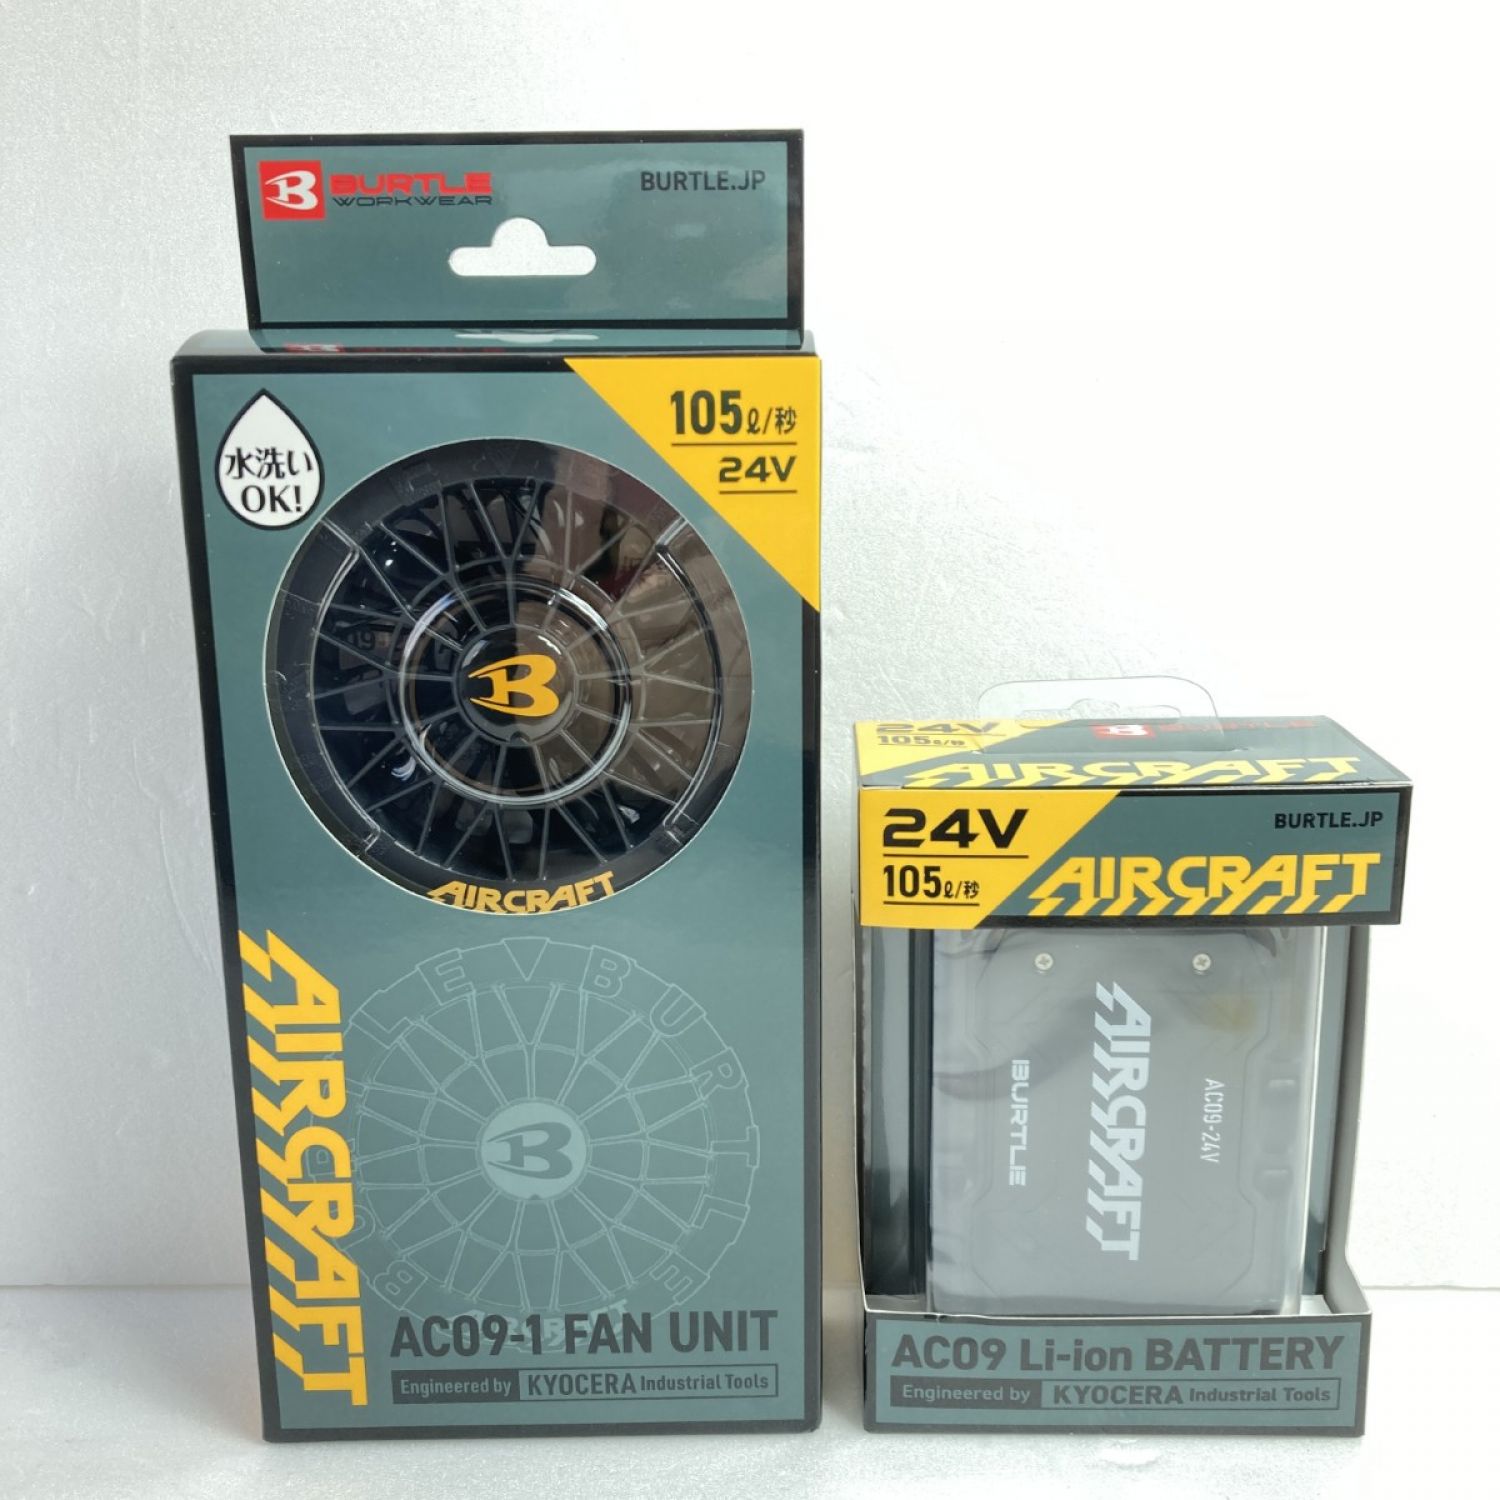 B BURTLE
WORKWEAR
BURTLE.JP
水洗い
OK!
105ℓ/秒
24V
B
AIRCRAFT
AIRCRAFT
BURTLE
B
AC09-1 FAN UNIT
Engineered by KYOCERA Industrial Tools
24V
105ℓ/秒
AIRCRAFT
24V
105ℓ/秒
BURTLE.JP
AIRCRAFT
AC09-24V
AIRCRAFT
BURTLE
AC09 Li-ion BATTERY
Engineered by KYOCERA Industrial Tools